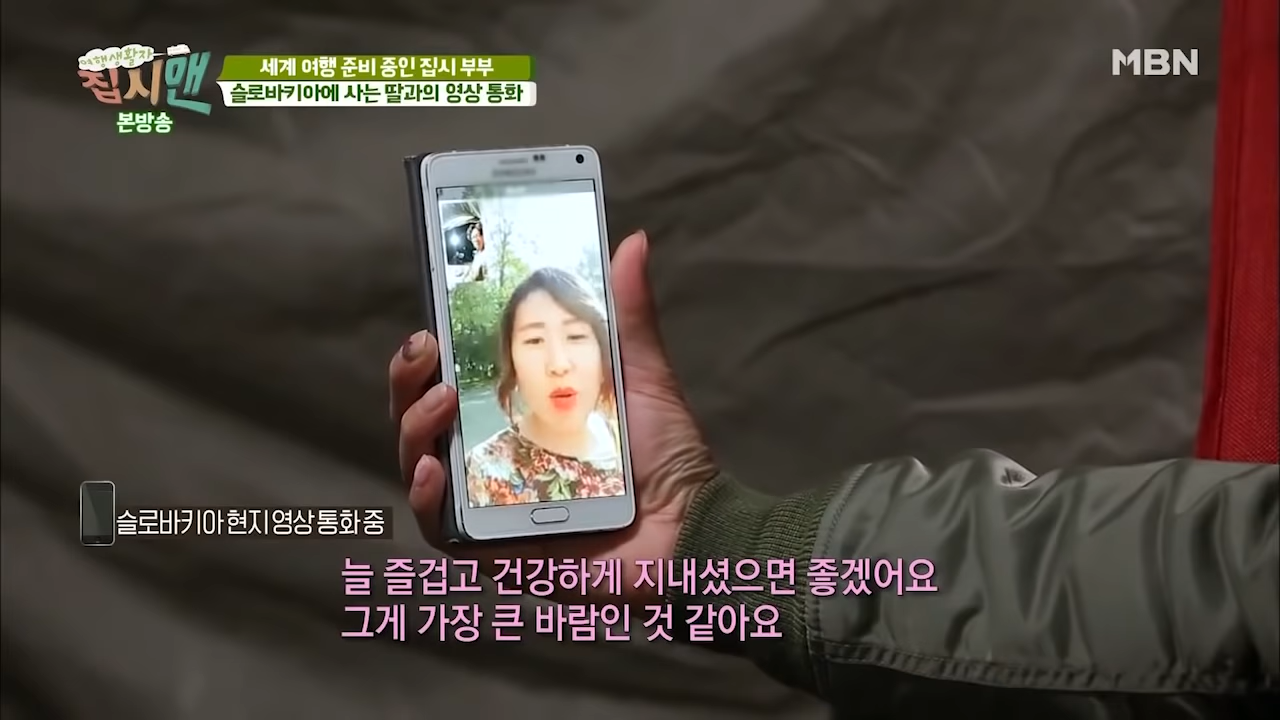 여행생활자
집시맨
본방송
세계 여행 준비 중인 집시 부부
슬로바키아에 사는 딸과의 영상 통화
MBN
슬로바키아 현지 영상 통화 중
늘 즐겁고 건강하게 지내셨으면 좋겠어요
그게 가장 큰 바람인 것 같아요